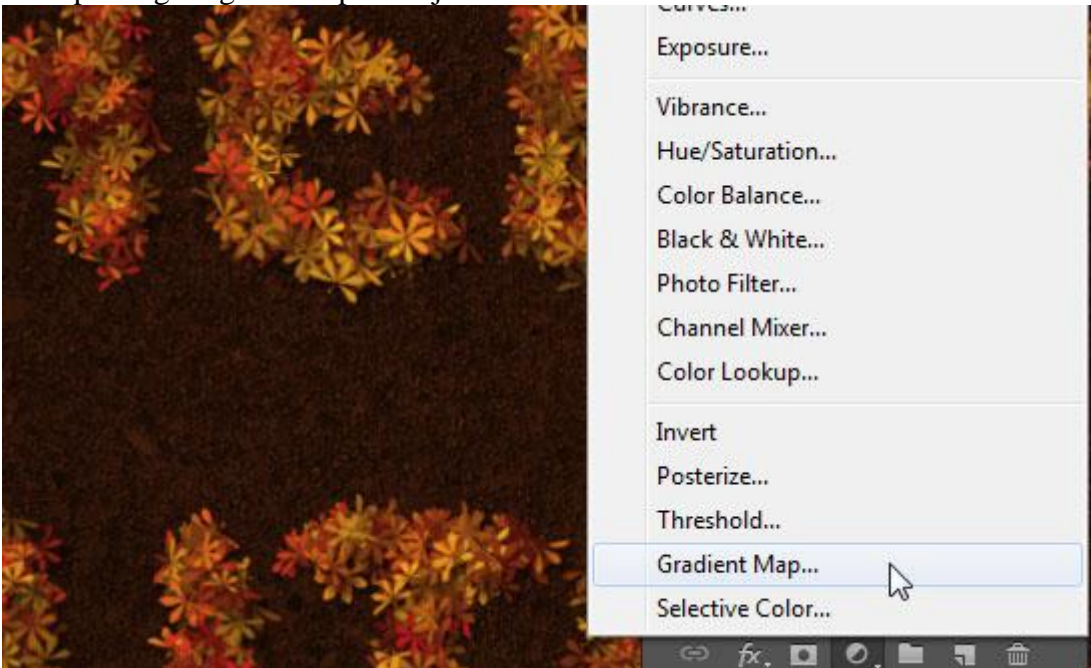 Exposure...
Vibrance...
Hue/Saturation...
Color Balance...
Black & White...
Photo Filter...
Channel Mixer...
Color Lookup...
Invert
Posterize...
Threshold...
Gradient Map...
Selective Color...
fx